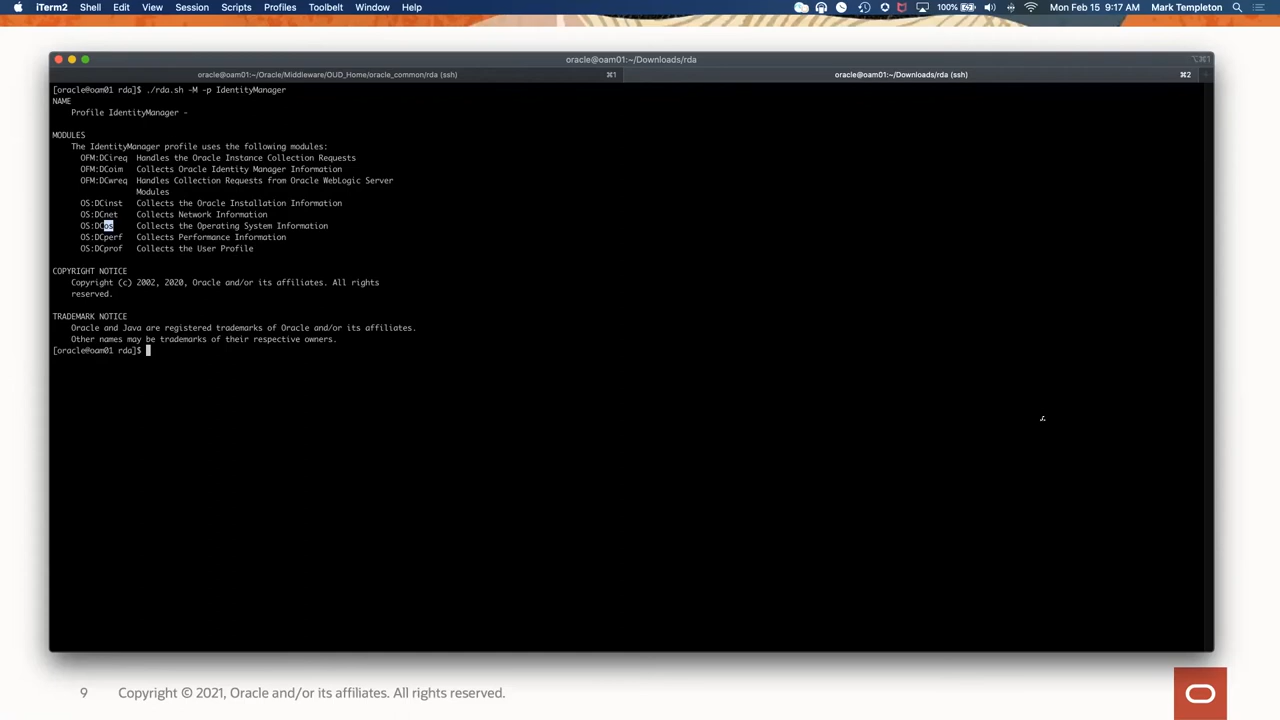 iTerm2 Shell Edit View Session Scripts Profiles Toolbelt Window Help 100% Mon Feb 15 9:17 AM Mark Templeton
oracle@oam01:~/Downloads/rda ⌥⌘1
oracle@oam01:~/Oracle/Middleware/OUD_Home/oracle_common/rda (ssh) ⌘1 oracle@oam01:~/Downloads/rda (ssh) ⌘2
[oracle@oam01 rda]$ ./rda.sh -M -p IdentityManager
NAME
Profile IdentityManager -
MODULES
The IdentityManager profile uses the following modules:
OFM:DCireq Handles the Oracle Instance Collection Requests
OFM:DCoim Collects Oracle Identity Manager Information
OFM:DCwreq Handles Collection Requests from Oracle WebLogic Server
Modules
OS:DCinst Collects the Oracle Installation Information
OS:DCnet Collects Network Information
OS:DCos Collects the Operating System Information
OS:DCperf Collects Performance Information
OS:DCprof Collects the User Profile
COPYRIGHT NOTICE
Copyright (c) 2002, 2020, Oracle and/or its affiliates. All rights
reserved.
TRADEMARK NOTICE
Oracle and Java are registered trademarks of Oracle and/or its affiliates.
Other names may be trademarks of their respective owners.
[oracle@oam01 rda]$
9 Copyright © 2021, Oracle and/or its affiliates. All rights reserved.